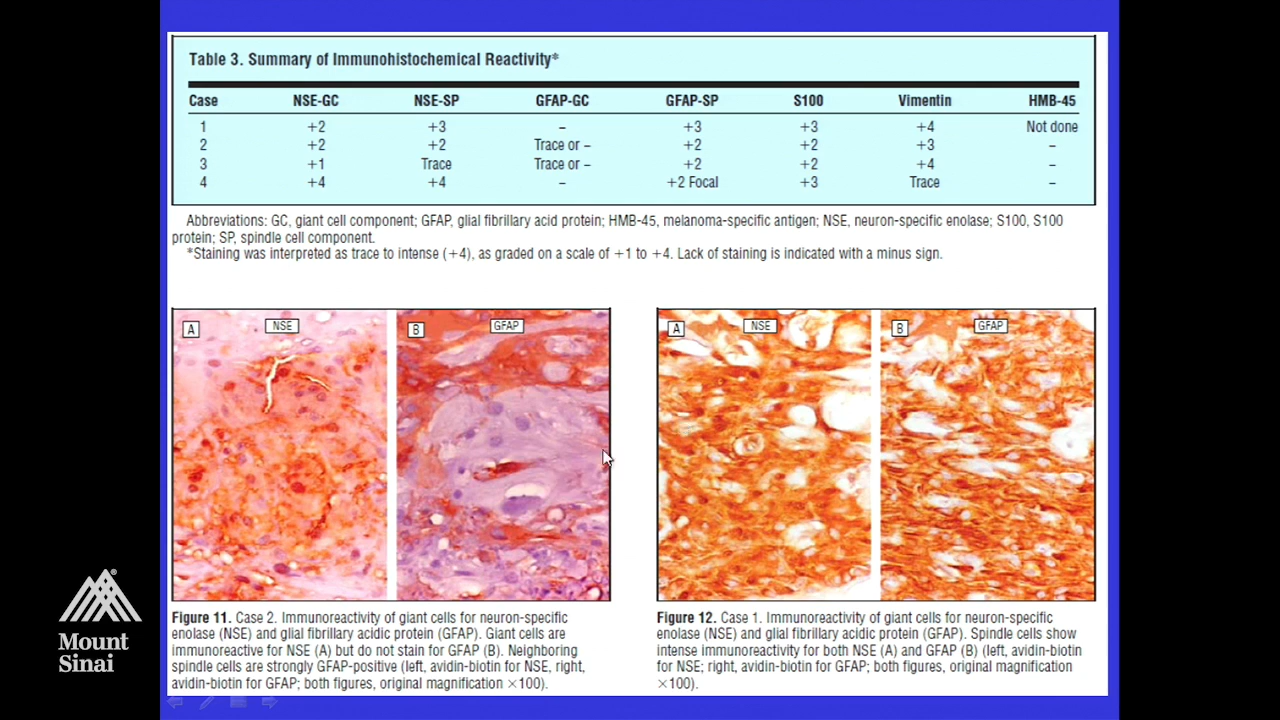 Table 3. Summary of Immunohistochemical Reactivity*
Case NSE-GC NSE-SP GFAP-GC GFAP-SP S100 Vimentin HMB-45
1 +2 +3 – +3 +3 +4 Not done
2 +2 +2 Trace or – +2 +2 +3 –
3 +1 Trace Trace or – +2 +2 +4 –
4 +4 +4 – +2 Focal +3 Trace –
Abbreviations: GC, giant cell component; GFAP, glial fibrillary acid protein; HMB-45, melanoma-specific antigen; NSE, neuron-specific enolase; S100, S100
protein; SP, spindle cell component.
*Staining was interpreted as trace to intense (+4), as graded on a scale of +1 to +4. Lack of staining is indicated with a minus sign.
A NSE B GFAP
Figure 11. Case 2. Immunoreactivity of giant cells for neuron-specific
enolase (NSE) and glial fibrillary acidic protein (GFAP). Giant cells are
immunoreactive for NSE (A) but do not stain for GFAP (B). Neighboring
spindle cells are strongly GFAP-positive (left, avidin-biotin for NSE, right,
avidin-biotin for GFAP; both figures, original magnification ×100).
A NSE B GFAP
Figure 12. Case 1. Immunoreactivity of giant cells for neuron-specific
enolase (NSE) and glial fibrillary acidic protein (GFAP). Spindle cells show
intense immunoreactivity for both NSE (A) and GFAP (B) (left, avidin-biotin
for NSE; right, avidin-biotin for GFAP; both figures, original magnification
×100).
Mount
Sinai